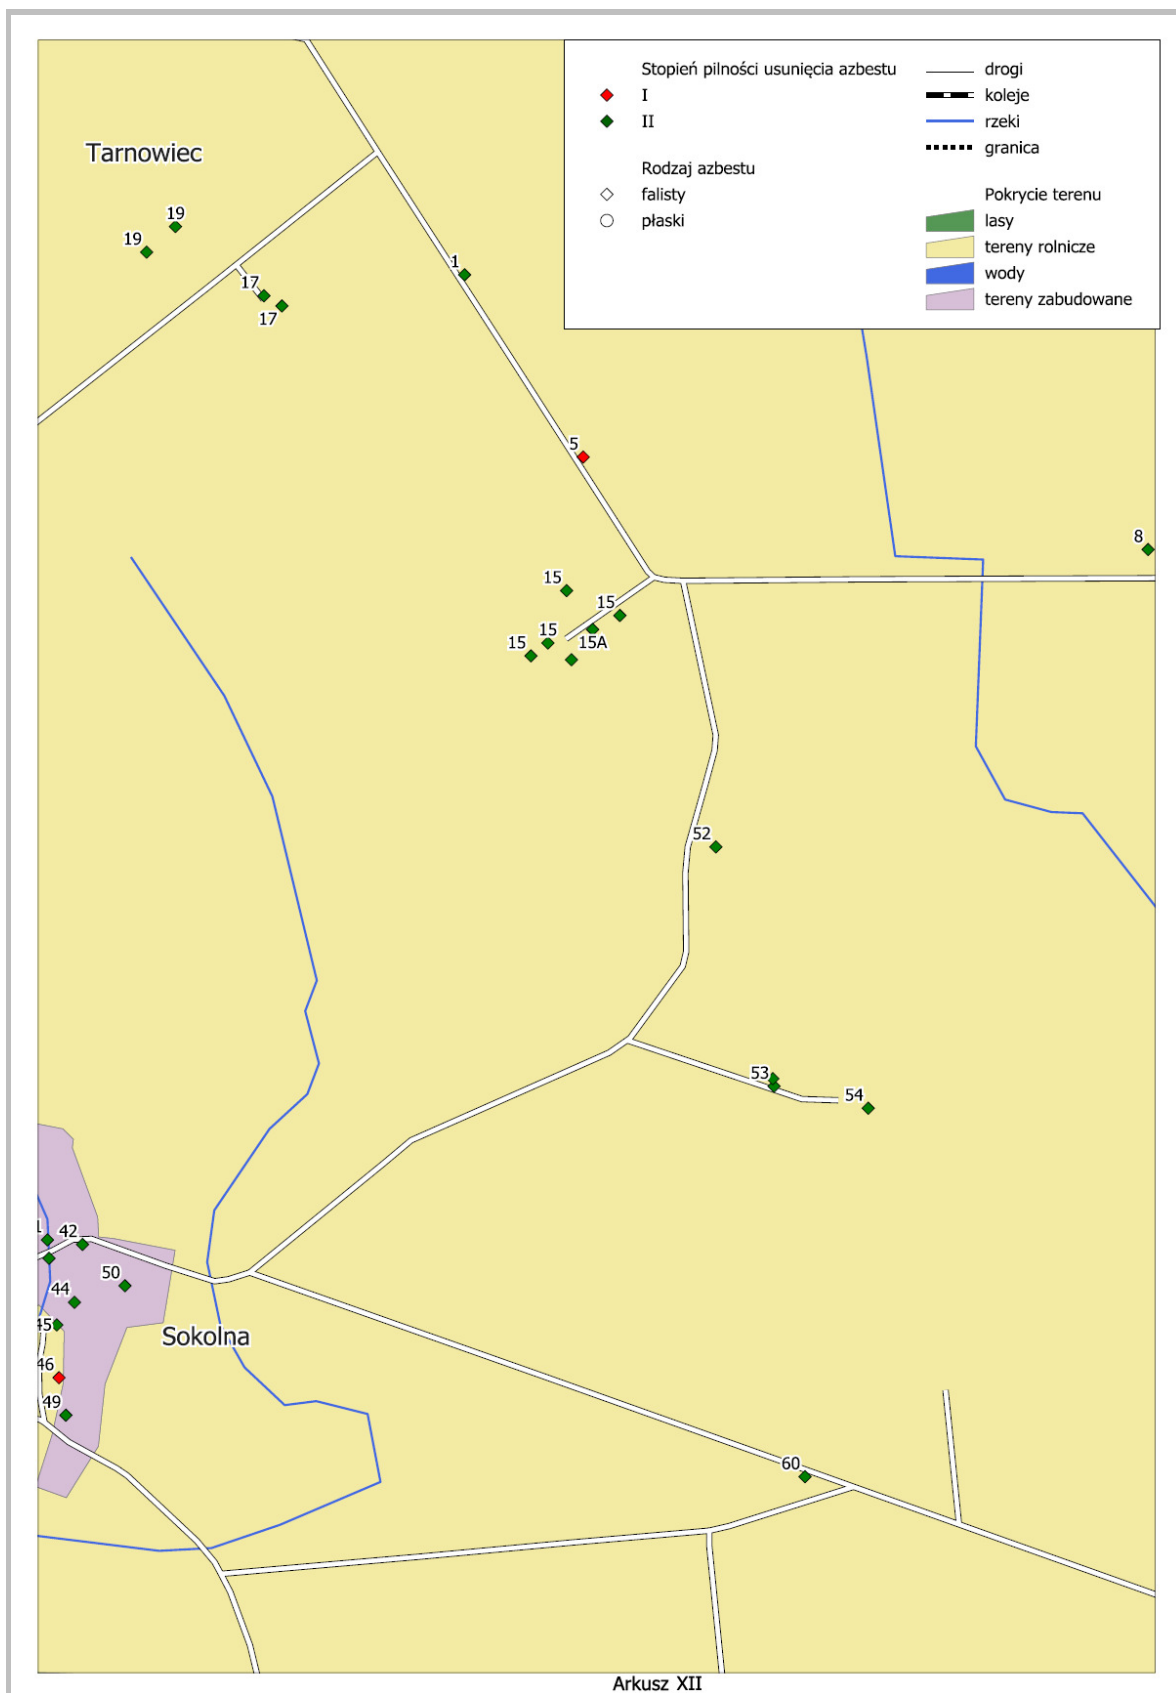 Stopień pilności usunięcia azbestu
I
II
Rodzaj azbestu
falisty
płaski
drogi
koleje
rzeki
granica
Pokrycie terenu
lasy
tereny rolnicze
wody
tereny zabudowane
Tarnowiec
19
19
17
17
1
5
8
15
15
15
15
15A
52
53
54
42
50
44
45
Sokolna
46
49
60
Arkusz XII